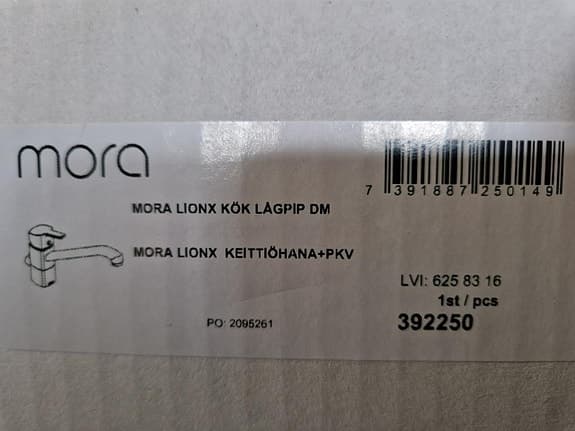 mora
7 391887 250149
MORA LIONX KÖK LÅGPIP DM
MORA LIONX KEITTIÖHANA+PKV
LVI: 625 83 16
1st / pcs
PO: 2095261
392250